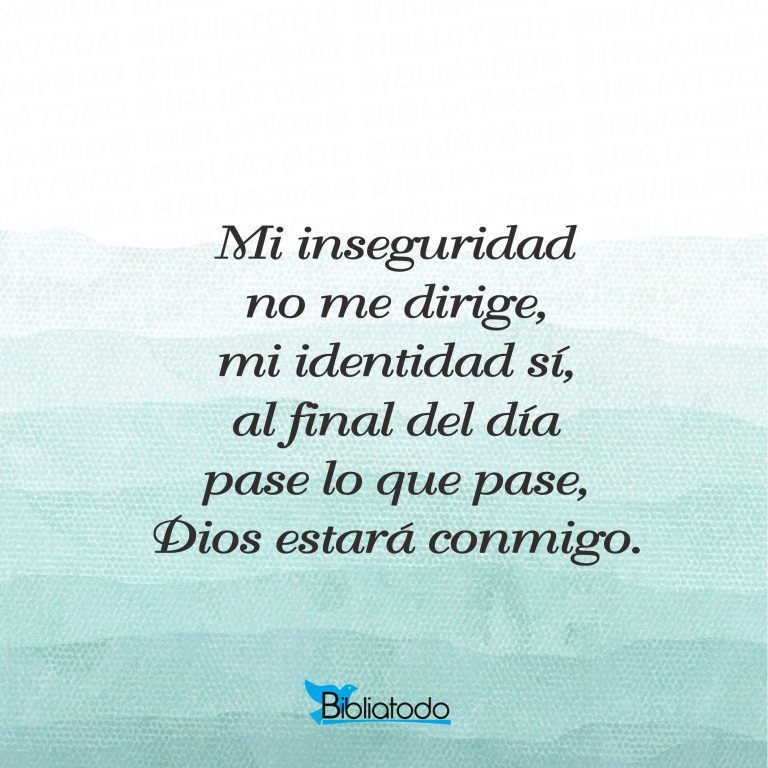 BIBLIATODO BIBLIATODO BIBLIATODO BIBLIATODO
Mi inseguridad
no me dirige,
mi identidad sí,
al final del día
pase lo que pase,
Dios estará conmigo.
Bibliatodo